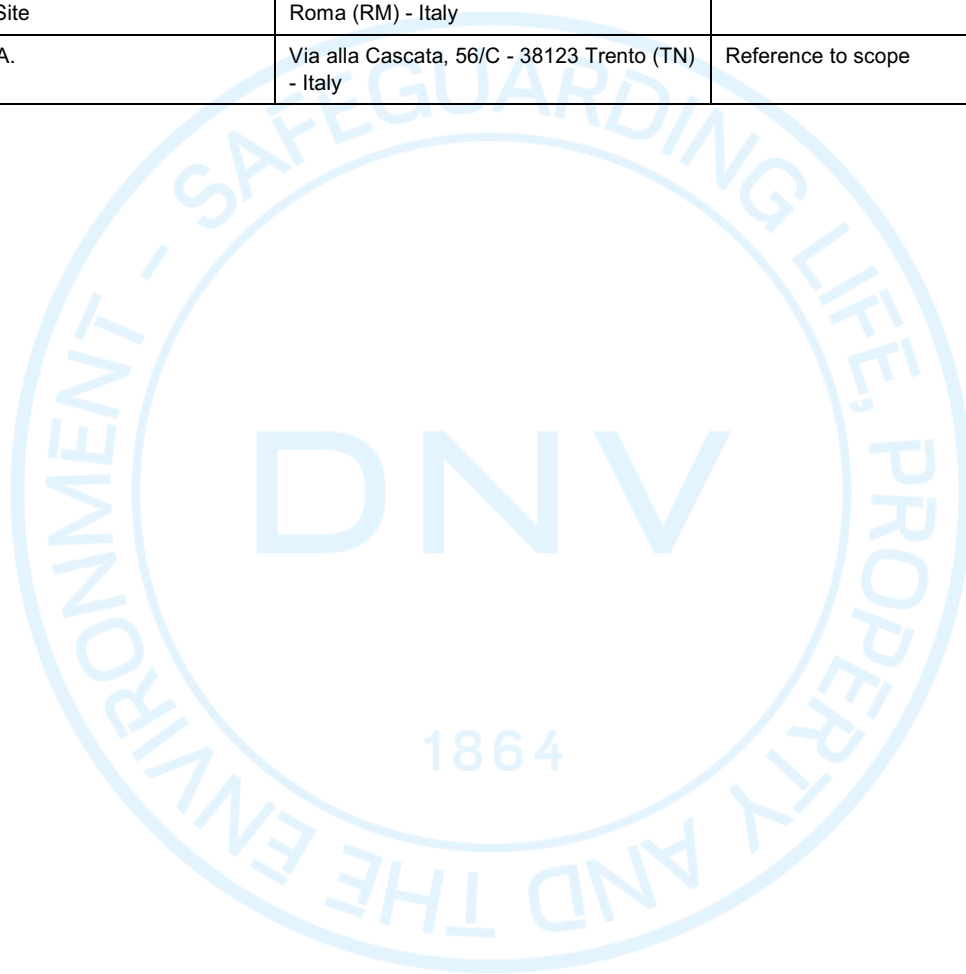 Site
Roma (RM) - Italy
A.
Via alla Cascata, 56/C - 38123 Trento (TN)
- Italy
Reference to scope
SAFEGUARDING LIFE, PROPERTY AND THE ENVIRONMENT -
DNV
1864